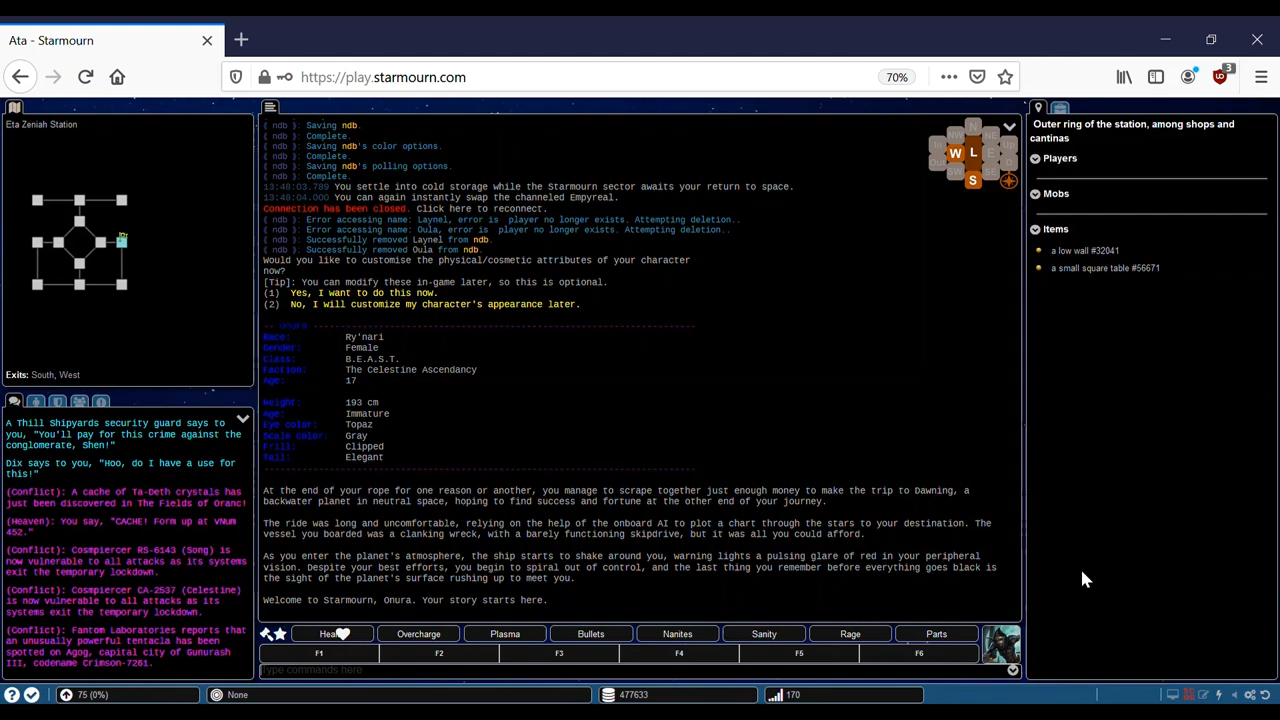 Ata - Starmourn
https://play.starmourn.com
70%
3
Eta Zeniah Station
Exits: South, West
A Thill Shipyards security guard says to
you, "You'll pay for this crime against the
conglomerate, Shen!"
Dix says to you, "Hoo, do I have a use for
this!"
(Conflict): A cache of Ta-Deth crystals has
just been discovered in The Fields of Oranc!
(Heaven): You say, "CACHE! Form up at vNum
452."
(Conflict): Cosmpiercer RS-6143 (Song) is
now vulnerable to all attacks as its systems
exit the temporary lockdown.
(Conflict): Cosmpiercer CA-2537 (Celestine)
is now vulnerable to all attacks as its
systems exit the temporary lockdown.
(Conflict): Fantom Laboratories reports that
an unusually powerful tentacla has been
spotted on Agog, capital city of Gunurash
III, codename Crimson-7261.
( ndb ): Saving ndb.
( ndb ): Complete.
( ndb ): Saving ndb's color options.
( ndb ): Complete.
( ndb ): Saving ndb's polling options.
( ndb ): Complete.
13:48:03.789 You settle into cold storage while the Starmourn sector awaits your return to space.
13:48:04.000 You can again instantly swap the channeled Empyreal.
Connection has been closed. Click here to reconnect.
( ndb ): Error accessing name: Laynel, error is  player no longer exists. Attempting deletion..
( ndb ): Error accessing name: Oula, error is  player no longer exists. Attempting deletion..
( ndb ): Successfully removed Laynel from ndb.
( ndb ): Successfully removed Oula from ndb.
Would you like to customise the physical/cosmetic attributes of your character
now?
[Tip]: You can modify these in-game later, so this is optional.
(1)  Yes, I want to do this now.
(2)  No, I will customize my character's appearance later.
-- Onura --------------------------------------------------------------------
Race: Ry'nari
Gender: Female
Class: B.E.A.S.T.
Faction: The Celestine Ascendancy
Age: 17
Height: 193 cm
Age: Immature
Eye color: Topaz
Scale color: Gray
Frill: Clipped
Tail: Elegant
At the end of your rope for one reason or another, you manage to scrape together just enough money to make the trip to Dawning, a
backwater planet in neutral space, hoping to find success and fortune at the other end of your journey.
The ride was long and uncomfortable, relying on the help of the onboard AI to plot a chart through the stars to your destination. The
vessel you boarded was a clanking wreck, with a barely functioning skipdrive, but it was all you could afford.
As you enter the planet's atmosphere, the ship starts to shake around you, warning lights a pulsing glare of red in your peripheral
vision. Despite your best efforts, you begin to spiral out of control, and the last thing you remember before everything goes black is
the sight of the planet's surface rushing up to meet you.
Welcome to Starmourn, Onura. Your story starts here.
N
NW NE
In Up
W L E
Out D
SW SE
S
Outer ring of the station, among shops and
cantinas
Players
Mobs
Items
a low wall #32041
a small square table #56671
Heal Overcharge Plasma Bullets Nanites Sanity Rage Parts
F1 F2 F3 F4 F5 F6
Type commands here
75 (0%) None 477633 170